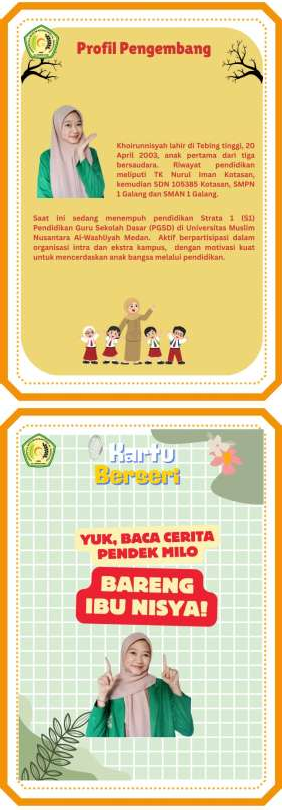 Profil Pengembang
Khoirunnisyah lahir di Tebing tinggi, 20
April 2003, anak pertama dari tiga
bersaudara. Riwayat pendidikan
meliputi TK Nurul Iman Kotasan,
kemudian SDN 105385 Kotasan, SMPN
1 Galang dan SMAN 1 Galang.
Saat ini sedang menempuh pendidikan Strata 1 (S1)
Pendidikan Guru Sekolah Dasar (PGSD) di Universitas Muslim
Nusantara Al-Washliyah Medan. Aktif berpartisipasi dalam
organisasi intra dan ekstra kampus, dengan motivasi kuat
untuk mencerdaskan anak bangsa melalui pendidikan.
Kartu
Berseri
YUK, BACA CERITA
PENDEK MILO
BARENG
IBU NISYA!